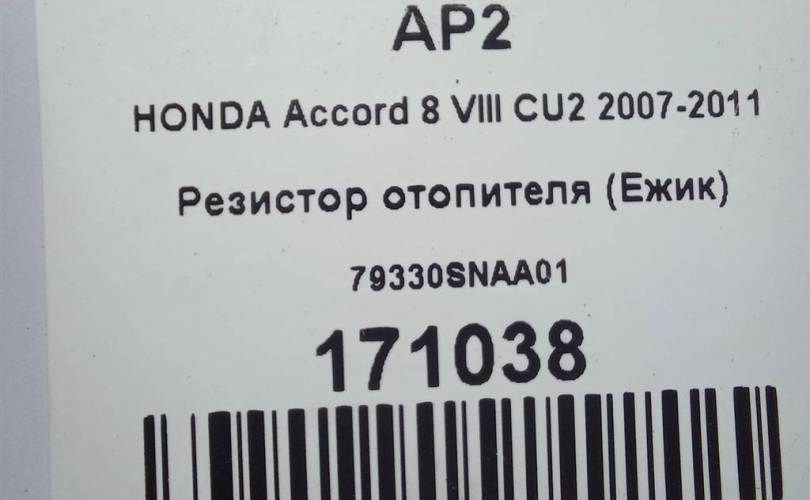 AP2
HONDA Accord 8 VIII CU2 2007-2011
Резистор отопителя (Ежик)
79330SNAA01
171038